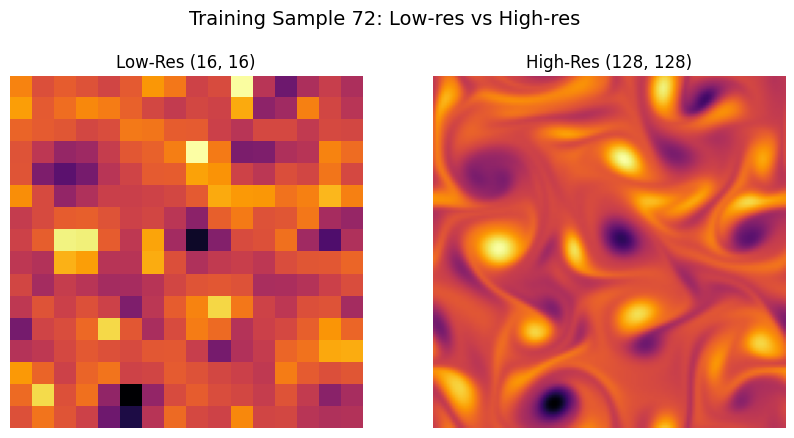 Training Sample 72: Low-res vs High-res
Low-Res (16, 16)
High-Res (128, 128)